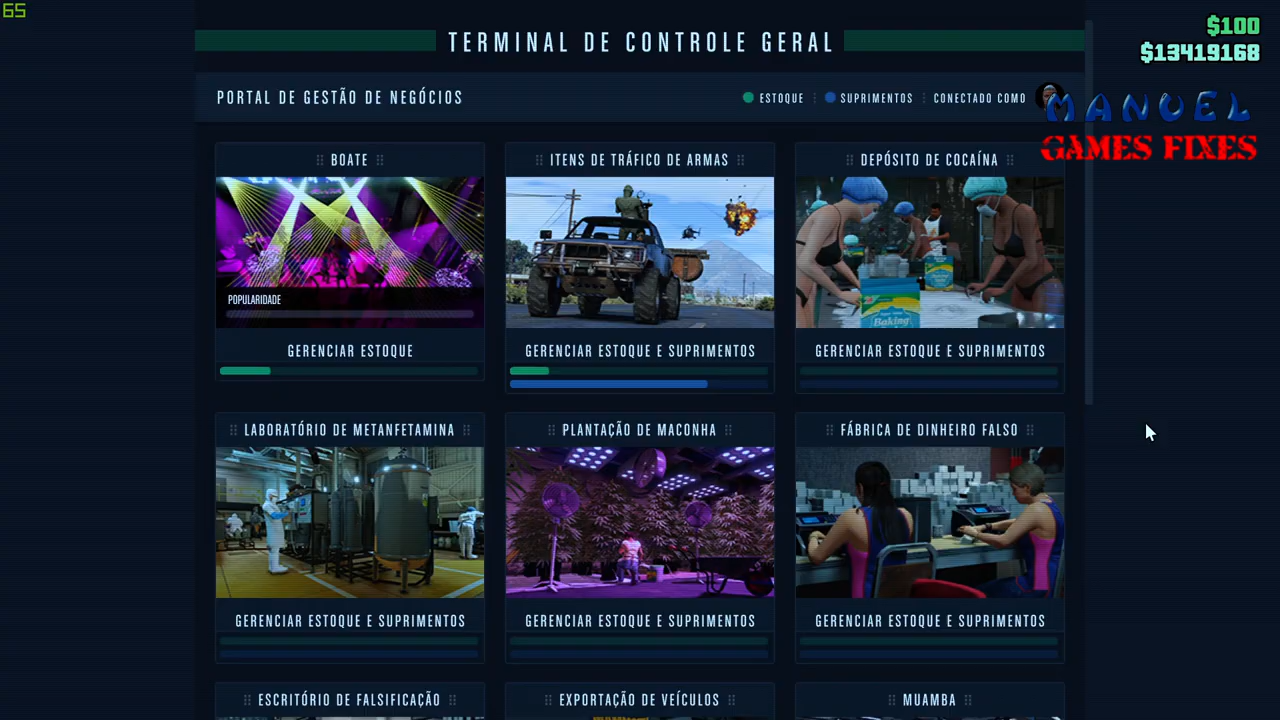 65
$100
$13419168
TERMINAL DE CONTROLE GERAL
PORTAL DE GESTÃO DE NEGÓCIOS
ESTOQUE
SUPRIMENTOS
CONECTADO COMO
MANUEL
GAMES FIXES
BOATE
ITENS DE TRÁFICO DE ARMAS
DEPÓSITO DE COCAÍNA
POPULARIDADE
Baking
GERENCIAR ESTOQUE
GERENCIAR ESTOQUE E SUPRIMENTOS
GERENCIAR ESTOQUE E SUPRIMENTOS
LABORATÓRIO DE METANFETAMINA
PLANTAÇÃO DE MACONHA
FÁBRICA DE DINHEIRO FALSO
GERENCIAR ESTOQUE E SUPRIMENTOS
GERENCIAR ESTOQUE E SUPRIMENTOS
GERENCIAR ESTOQUE E SUPRIMENTOS
ESCRITÓRIO DE FALSIFICAÇÃO
EXPORTAÇÃO DE VEÍCULOS
MUAMBA